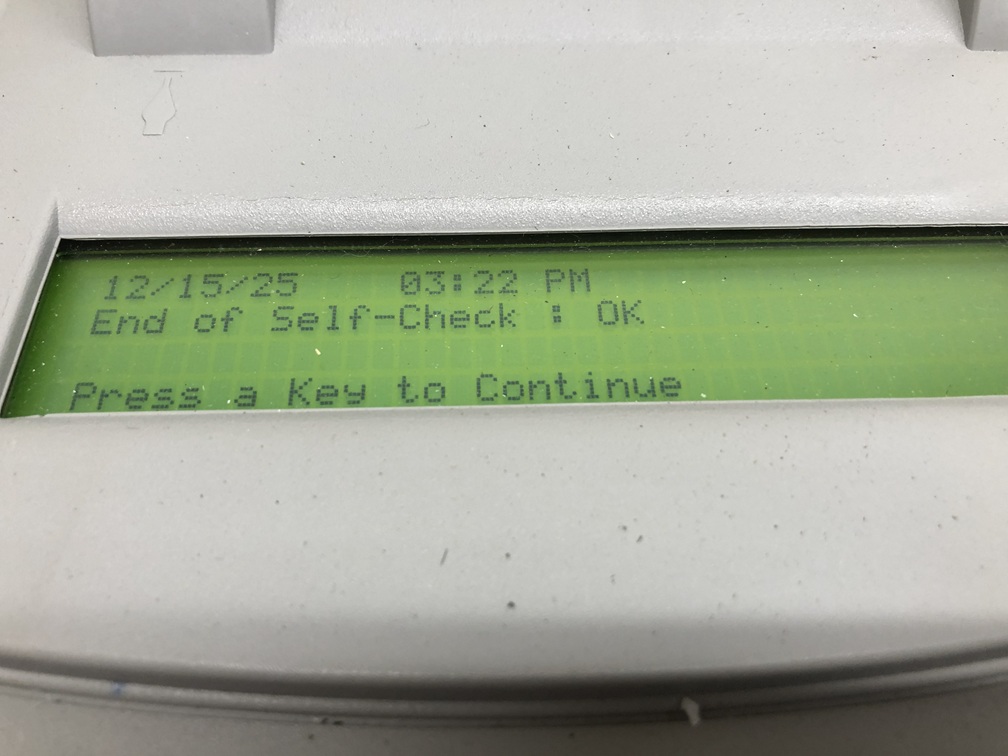 12/15/25 03:22 PM
End of Self-Check : OK
Press a Key to Continue